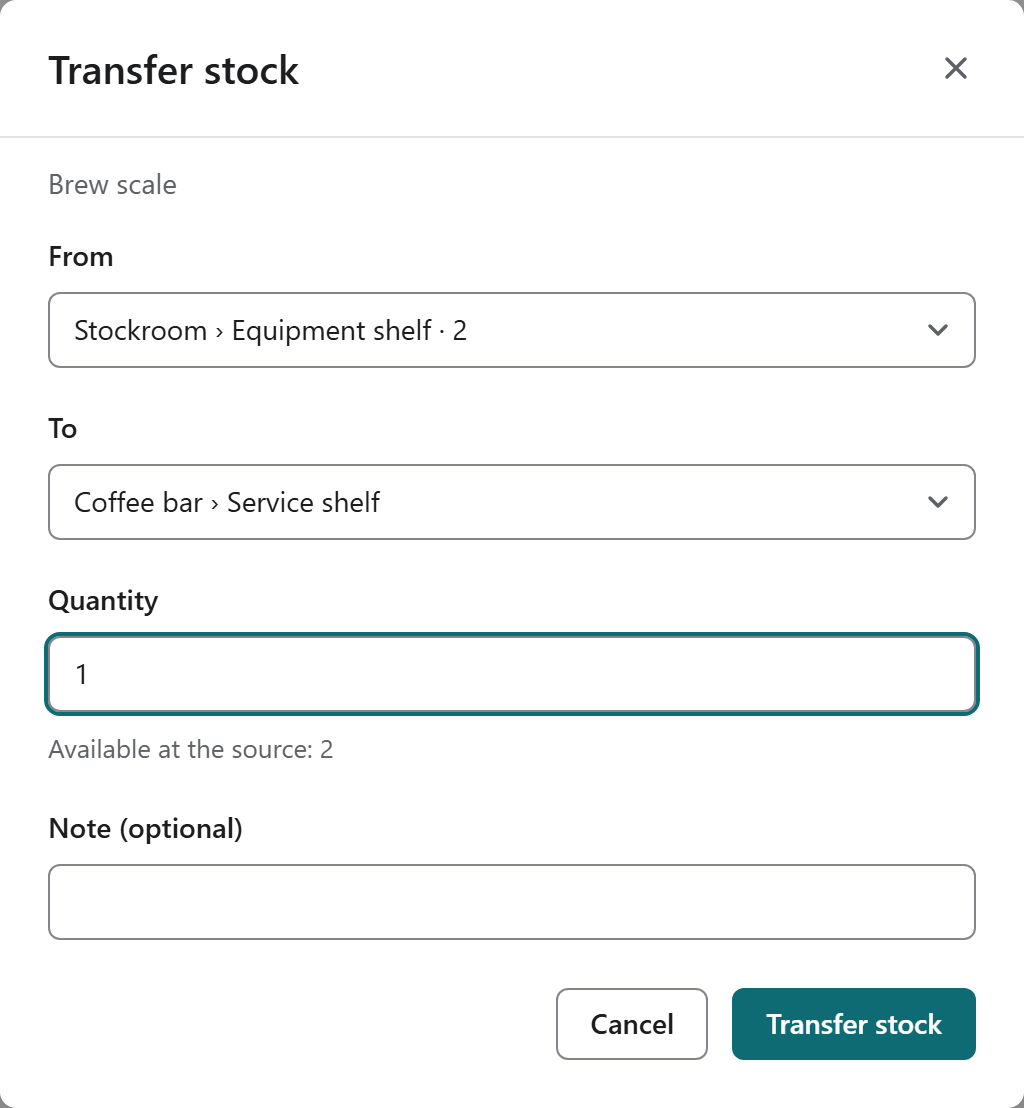 Transfer stock
Brew scale
From
Stockroom › Equipment shelf · 2
To
Coffee bar › Service shelf
Quantity
1
Available at the source: 2
Note (optional)
Cancel
Transfer stock